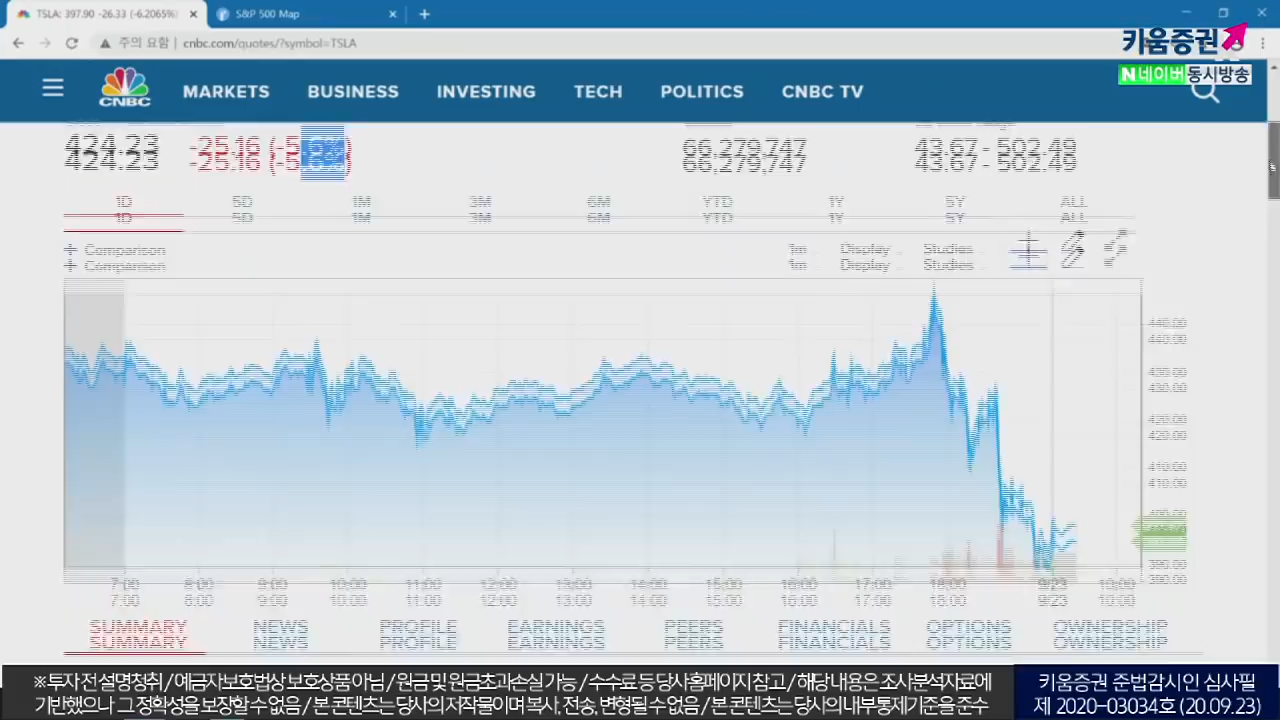 TSLA: 397.90 -26.33 (-6.2065%)
S&P 500 Map
주의 요함 | cnbc.com/quotes/?symbol=TSLA
키움증권
N 네이버 동시방송
CNBC
MARKETS BUSINESS INVESTING TECH POLITICS CNBC TV
424.23 -25.16 66,279,747 43.67 - 502.49
1D 5D 1M 3M 6M YTD 1Y 5Y ALL
+ Comparison 1m Display Studies
440.00
430.00
420.00
410.00
390.00
7:00 8:00 9:00 10:00 11:00 12:00 13:00 14:00 15:00 16:00 17:00 18:00 9/23 10:00
SUMMARY NEWS PROFILE EARNINGS PEERS FINANCIALS OPTIONS OWNERSHIP
※ 투자 전 설명청취 / 예금자보호법상 보호상품 아님 / 원금 및 원금초과손실 가능 / 수수료 등 당사 홈페이지 참고 / 해당 내용은 조사분석자료에
기반했으나 그 정확성을 보장할 수 없음 / 본 콘텐츠는 당사의 저작물이며 복사, 전송, 변형될 수 없음 / 본 콘텐츠는 당사의 내부통제기준을 준수
키움증권 준법감시인 심사필
제 2020-03034호 (20.09.23)